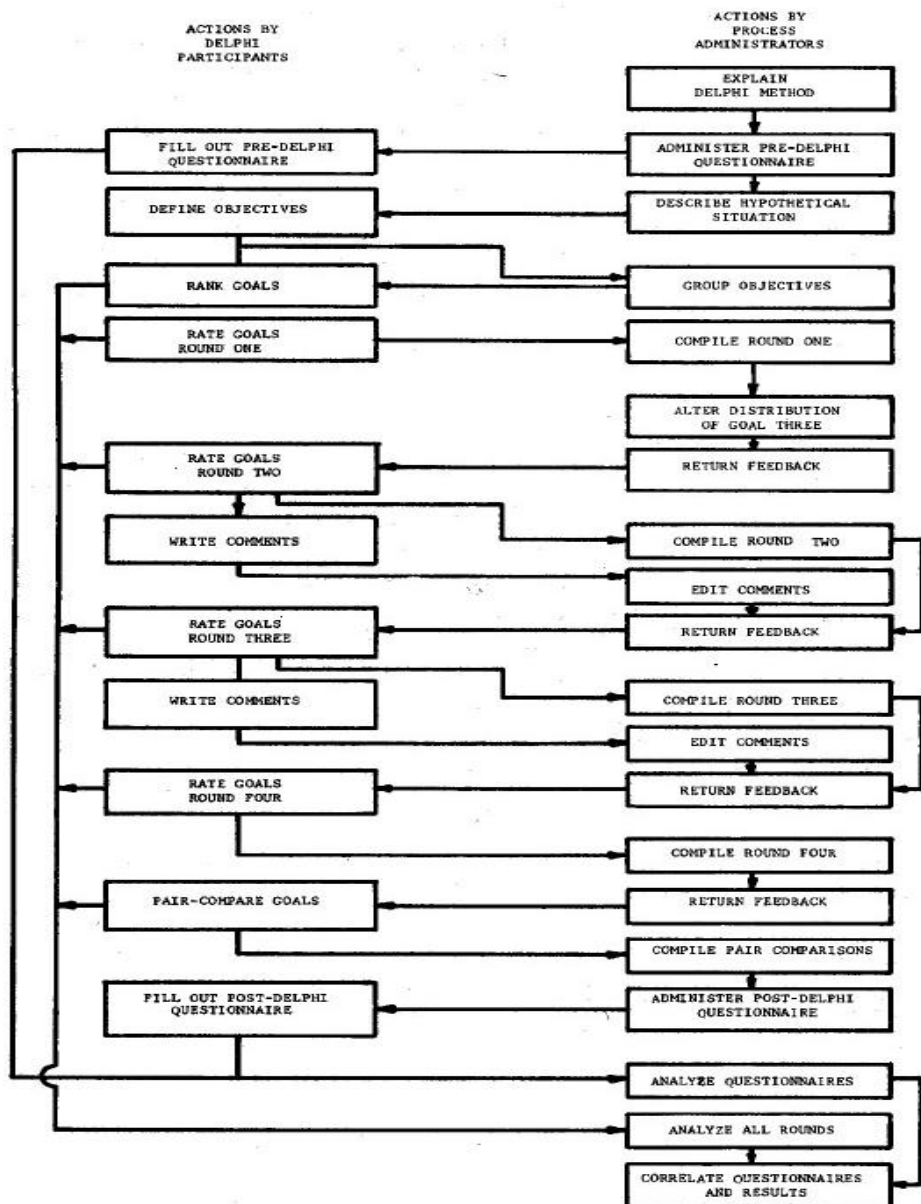 ACTIONS BY
DELPHI
PARTICIPANTS
ACTIONS BY
PROCESS
ADMINISTRATORS
EXPLAIN
DELPHI METHOD
FILL OUT PRE-DELPHI
QUESTIONNAIRE
ADMINISTER PRE-DELPHI
QUESTIONNAIRE
DEFINE OBJECTIVES
DESCRIBE HYPOTHETICAL
SITUATION
RANK GOALS
GROUP OBJECTIVES
RATE GOALS
ROUND ONE
COMPILE ROUND ONE
ALTER DISTRIBUTION
OF GOAL THREE
RATE GOALS
ROUND TWO
RETURN FEEDBACK
WRITE COMMENTS
COMPILE ROUND TWO
EDIT COMMENTS
RATE GOALS
ROUND THREE
RETURN FEEDBACK
WRITE COMMENTS
COMPILE ROUND THREE
EDIT COMMENTS
RATE GOALS
ROUND FOUR
RETURN FEEDBACK
COMPILE ROUND FOUR
PAIR-COMPARE GOALS
RETURN FEEDBACK
COMPILE PAIR COMPARISONS
FILL OUT POST-DELPHI
QUESTIONNAIRE
ADMINISTER POST-DELPHI
QUESTIONNAIRE
ANALYZE QUESTIONNAIRES
ANALYZE ALL ROUNDS
CORRELATE QUESTIONNAIRES
AND RESULTS